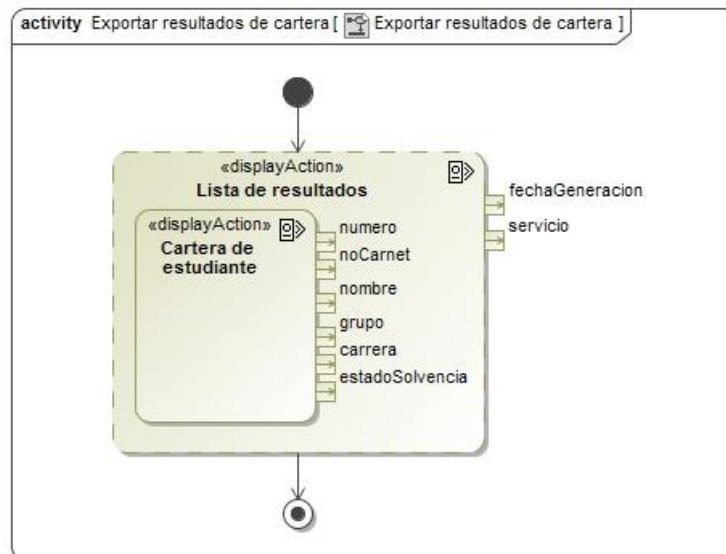 activity Exportar resultados de cartera [ Exportar resultados de cartera ]
«displayAction»
Lista de resultados
fechaGeneracion
servicio
«displayAction»
Cartera de
estudiante
numero
noCarnet
nombre
grupo
carrera
estadoSolvencia